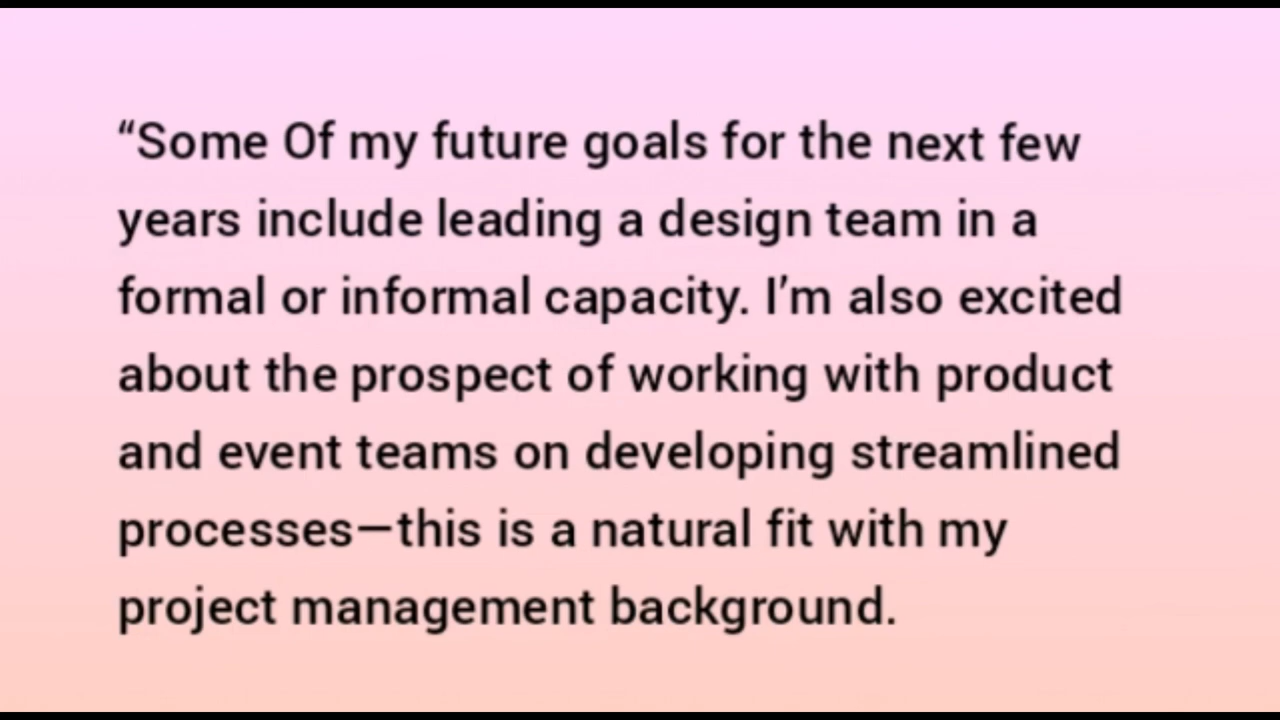 “Some Of my future goals for the next few
years include leading a design team in a
formal or informal capacity. I’m also excited
about the prospect of working with product
and event teams on developing streamlined
processes—this is a natural fit with my
project management background.